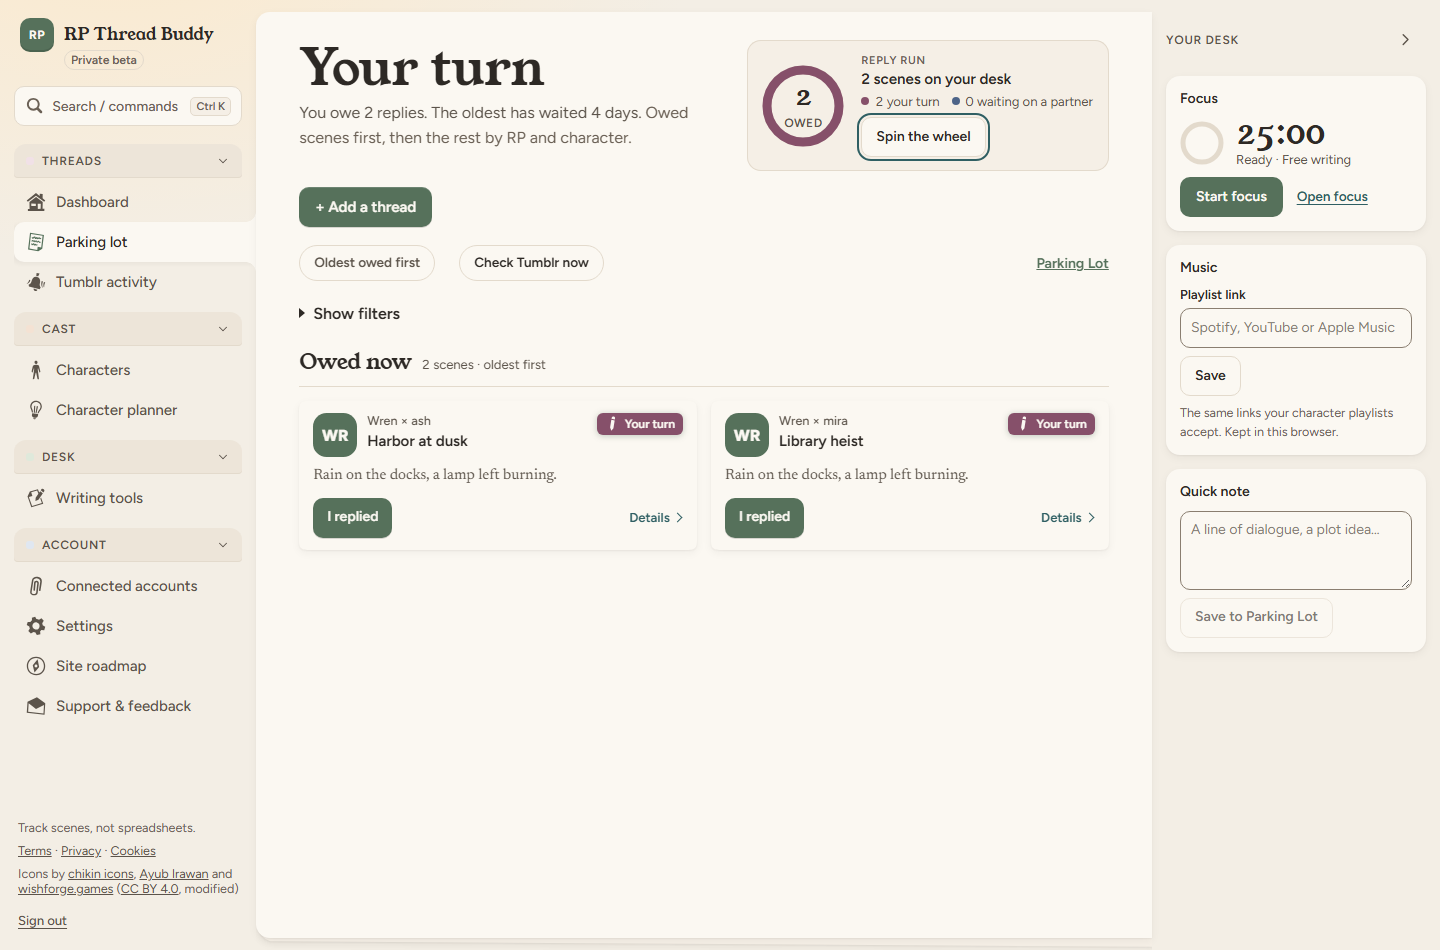 RP
RP Thread Buddy
Private beta
Search / commands
Ctrl K
THREADS
Dashboard
Parking lot
Tumblr activity
CAST
Characters
Character planner
DESK
Writing tools
ACCOUNT
Connected accounts
Settings
Site roadmap
Support & feedback
Track scenes, not spreadsheets.
Terms · Privacy · Cookies
Icons by chikin icons, Ayub Irawan and
wishforge.games (CC BY 4.0, modified)
Sign out
Your turn
You owe 2 replies. The oldest has waited 4 days. Owed
scenes first, then the rest by RP and character.
2
OWED
REPLY RUN
2 scenes on your desk
2 your turn
0 waiting on a partner
Spin the wheel
+ Add a thread
Oldest owed first
Check Tumblr now
Parking Lot
Show filters
Owed now
2 scenes · oldest first
WR
Wren × ash
Harbor at dusk
Your turn
Rain on the docks, a lamp left burning.
I replied
Details
WR
Wren × mira
Library heist
Your turn
Rain on the docks, a lamp left burning.
I replied
Details
YOUR DESK
Focus
25:00
Ready · Free writing
Start focus
Open focus
Music
Playlist link
Spotify, YouTube or Apple Music
Save
The same links your character playlists
accept. Kept in this browser.
Quick note
A line of dialogue, a plot idea...
Save to Parking Lot